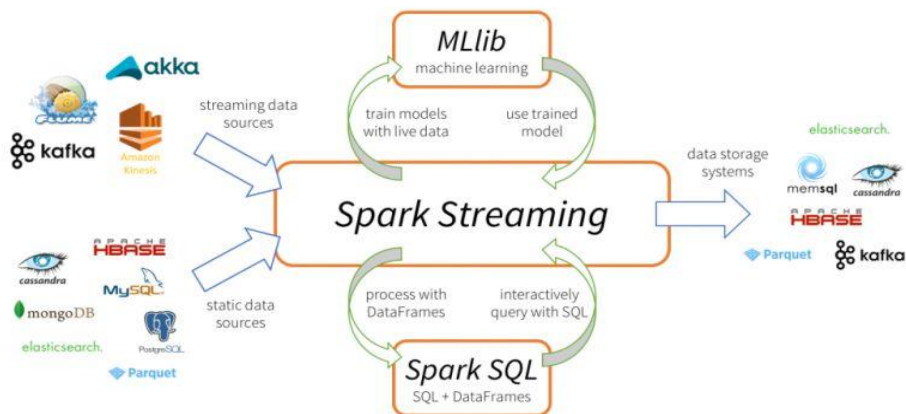 akka
flume
kafka
Amazon
Kinesis
streaming data
sources
APACHE
HBASE
cassandra
MySQL
mongoDB
PostgreSQL
elasticsearch.
Parquet
static data
sources
MLlib
machine learning
train models
with live data
use trained
model
Spark Streaming
process with
DataFrames
interactively
query with SQL
Spark SQL
SQL + DataFrames
data storage
systems
elasticsearch.
memsql
cassandra
APACHE
HBASE
Parquet
kafka